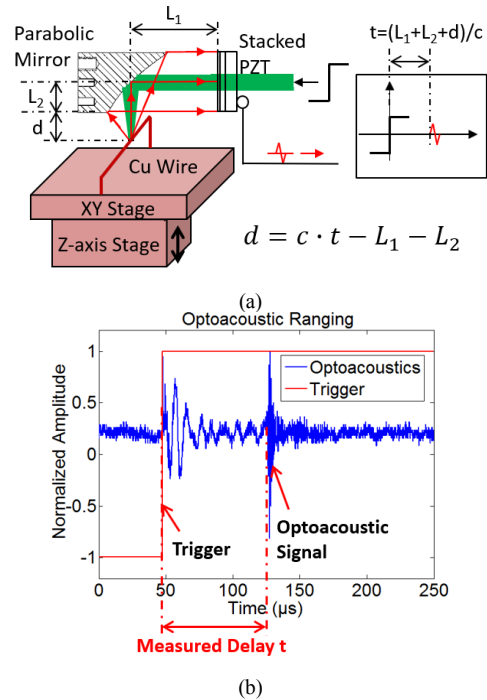 L₁
t=(L₁+L₂+d)/c
Parabolic
Mirror
Stacked
PZT
L₂
d
Cu Wire
XY Stage
Z-axis Stage
d = c · t − L₁ − L₂
(a)
Optoacoustic Ranging
Normalized Amplitude
1
0.5
0
-0.5
-1
Optoacoustics
Trigger
Trigger
Optoacoustic
Signal
0 50 100 150 200 250
Time (µs)
Measured Delay t
(b)